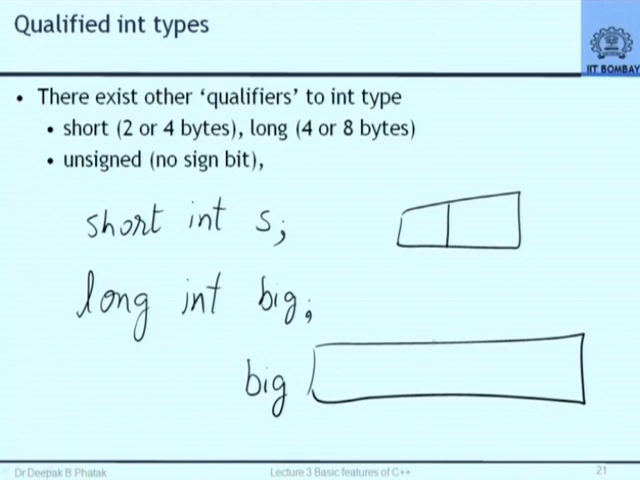 Qualified int types
IIT BOMBAY
• There exist other ‘qualifiers’ to int type
• short (2 or 4 bytes), long (4 or 8 bytes)
• unsigned (no sign bit),
short int s;
long int big;
big
Dr Deepak B Phatak
Lecture 3 Basic features of C++
21